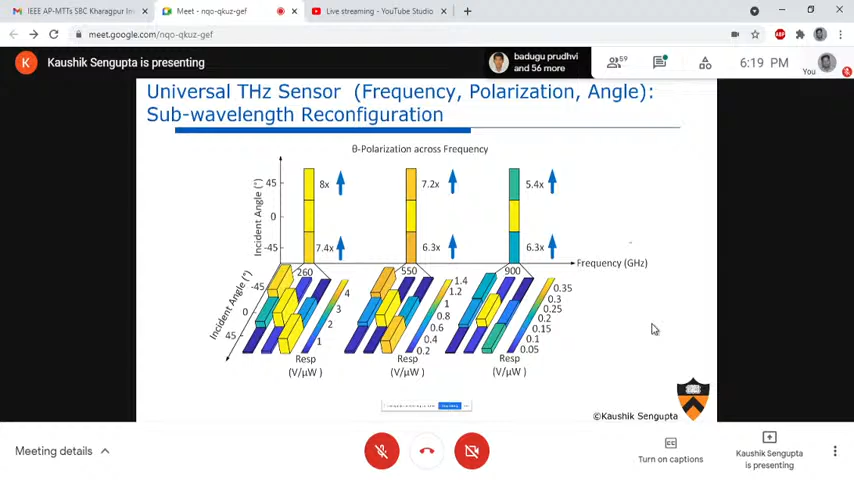 IEEE AP-MTTs SBC Kharagpur In
Meet - nqo-qkuz-gef
Live streaming - YouTube Studio
meet.google.com/nqo-qkuz-gef
ABP
K
Kaushik Sengupta is presenting
badugu prudhvi
and 56 more
59
6:19 PM
You
Universal THz Sensor (Frequency, Polarization, Angle):
Sub-wavelength Reconfiguration
θ-Polarization across Frequency
Incident Angle (°)
45
0
-45
8x
7.4x
7.2x
6.3x
5.4x
6.3x
Frequency (GHz)
260
550
900
Incident Angle (°)
-45
0
45
4
3
2
1
Resp
(V/µW )
1.4
1.2
1
0.8
0.6
0.4
0.2
Resp
(V/µW )
0.35
0.3
0.25
0.2
0.15
0.1
0.05
Resp
(V/µW )
©Kaushik Sengupta
Meeting details
Turn on captions
Kaushik Sengupta
is presenting